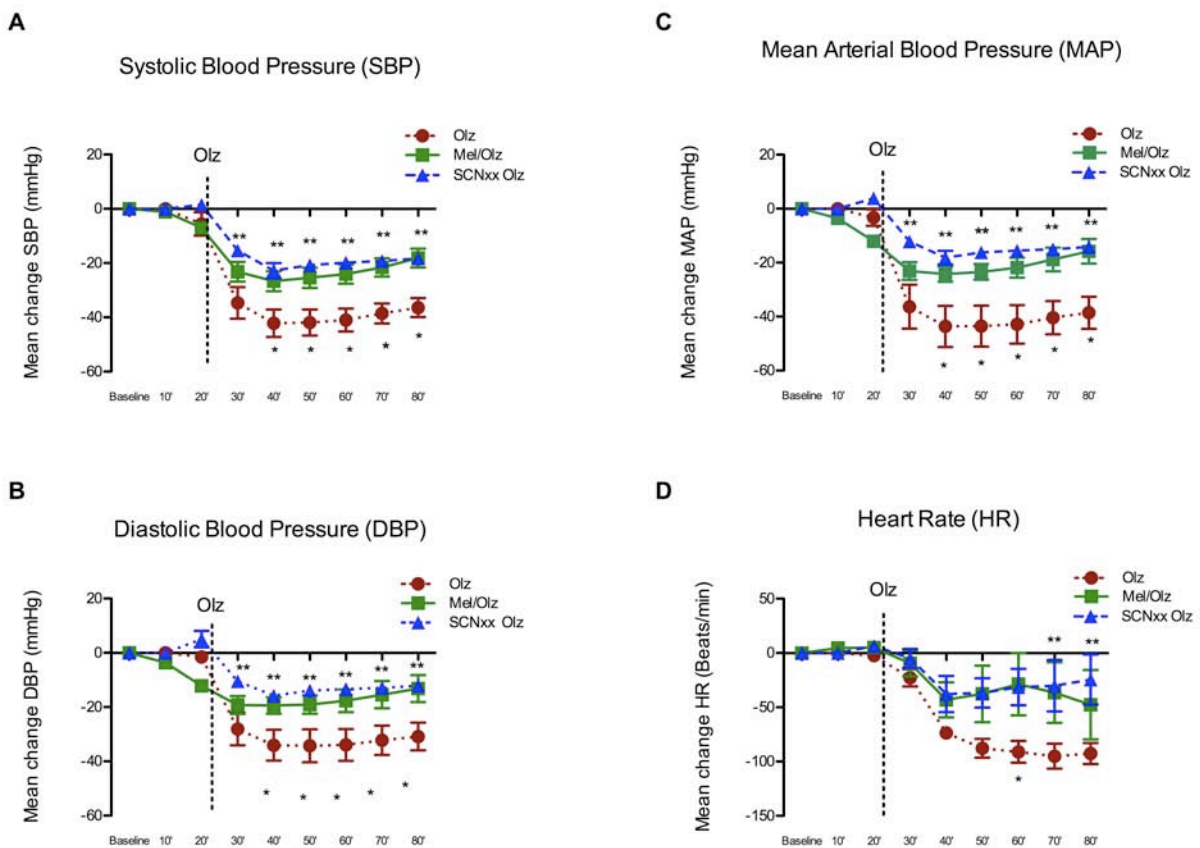 A
Systolic Blood Pressure (SBP)
Olz
Mel/Olz
SCNxx Olz
Olz
Mean change SBP (mmHg)
20
0
-20
-40
-60
** ** ** ** ** **
* * * * *
Baseline 10' 20' 30' 40' 50' 60' 70' 80'
B
Diastolic Blood Pressure (DBP)
Olz
Mel/Olz
SCNxx Olz
Olz
Mean change DBP (mmHg)
20
0
-20
-40
-60
** ** ** ** ** **
* * * * *
Baseline 10' 20' 30' 40' 50' 60' 70' 80'
C
Mean Arterial Blood Pressure (MAP)
Olz
Mel/Olz
SCNxx Olz
Olz
Mean change MAP (mmHg)
20
0
-20
-40
-60
** ** ** ** ** **
* * * * *
Baseline 10' 20' 30' 40' 50' 60' 70' 80'
D
Heart Rate (HR)
Olz
Mel/Olz
SCNxx Olz
Olz
Mean change HR (Beats/min)
50
0
-50
-100
-150
** **
*
Baseline 10' 20' 30' 40' 50' 60' 70' 80'